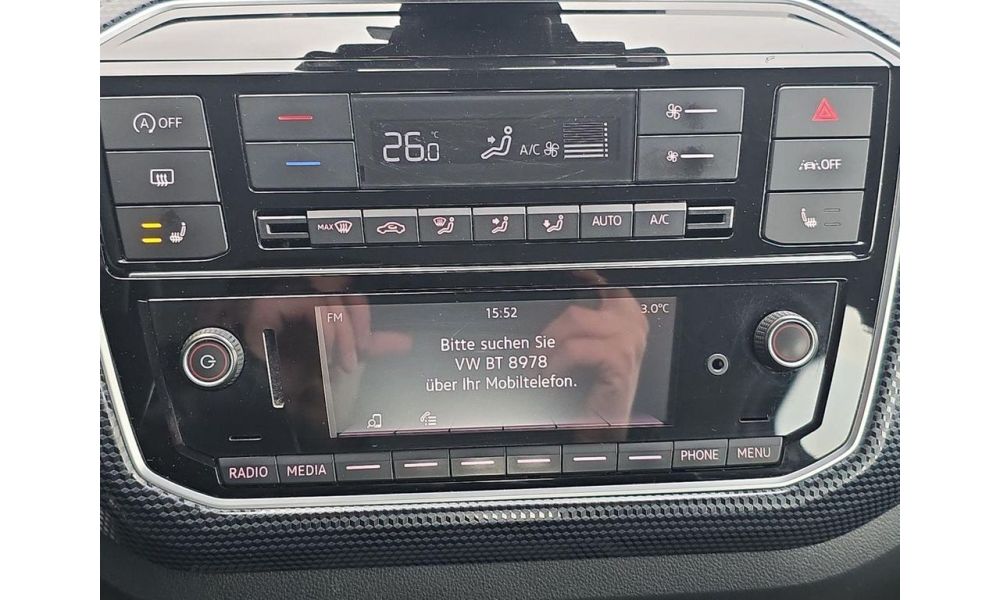 A OFF
26.0 °C
A/C
OFF
MAX
AUTO
A/C
FM
15:52
3.0°C
Bitte suchen Sie
VW BT 8978
über Ihr Mobiltelefon.
RADIO
MEDIA
PHONE
MENU